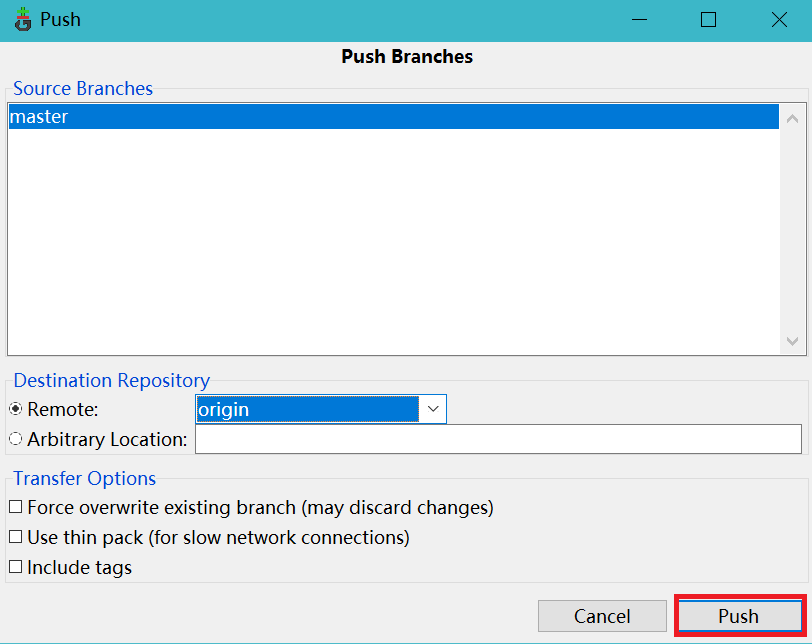 Push
Push Branches
Source Branches
master
Destination Repository
Remote:
origin
Arbitrary Location:
Transfer Options
Force overwrite existing branch (may discard changes)
Use thin pack (for slow network connections)
Include tags
Cancel
Push